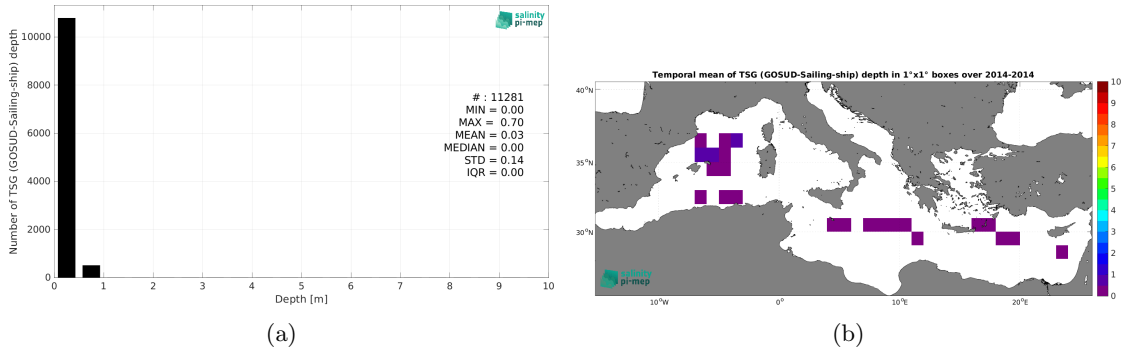 salinity
pi-mep
Number of TSG (GOSUD-Sailing-ship) depth
10000
8000
6000
4000
2000
0
# : 11281
MIN = 0.00
MAX = 0.70
MEAN = 0.03
MEDIAN = 0.00
STD = 0.14
IQR = 0.00
0 1 2 3 4 5 6 7 8 9 10
Depth [m]
(a)
Temporal mean of TSG (GOSUD-Sailing-ship) depth in 1°x1° boxes over 2014-2014
40°N
35°N
30°N
salinity
pi-mep
10°W 0° 10°E 20°E
10
9
8
7
6
5
4
3
2
1
0
(b)